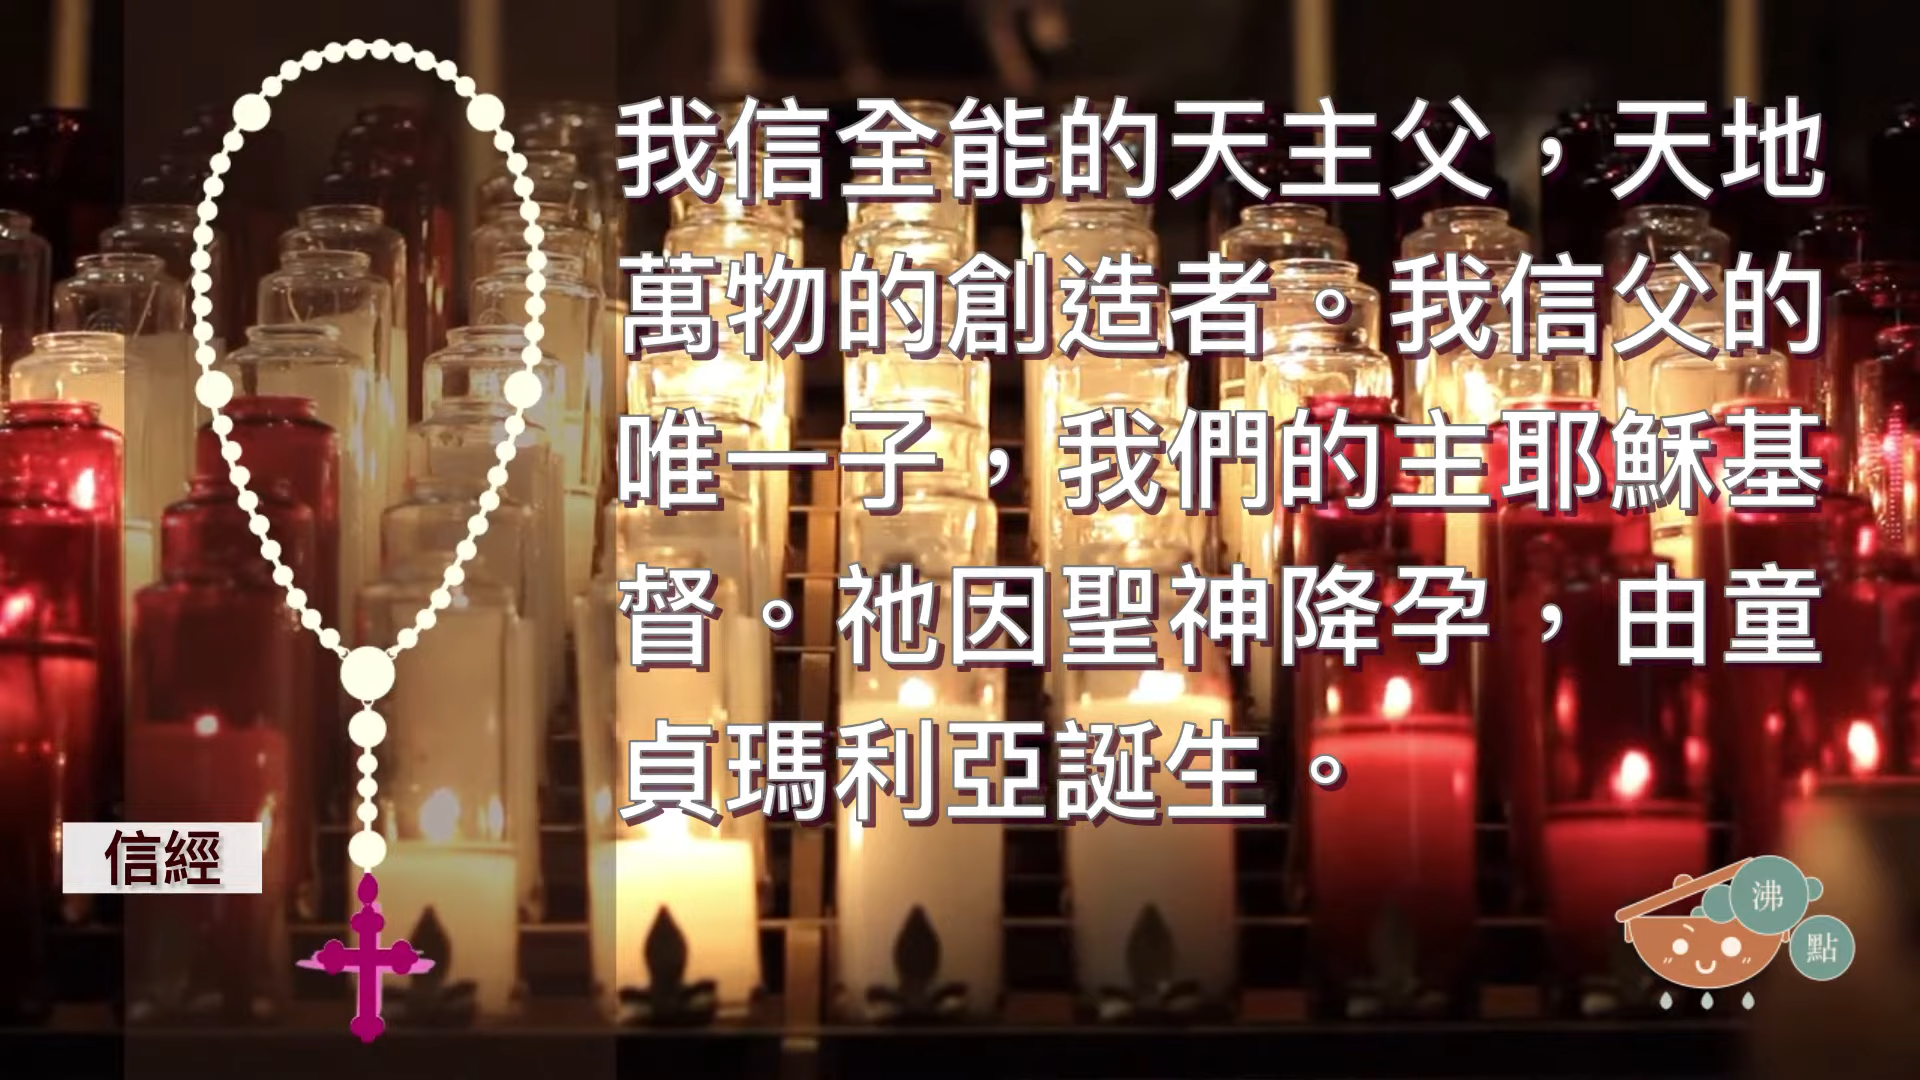 我信全能的天主父，天地
萬物的創造者。我信父的
唯一子，我們的主耶穌基
督。祂因聖神降孕，由童
貞瑪利亞誕生。
信經
沸
點